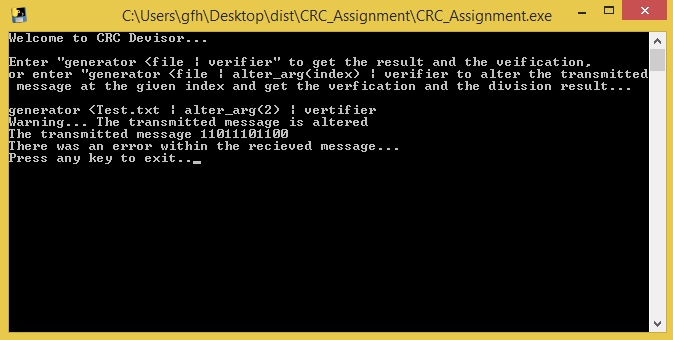 C:\Users\gfh\Desktop\dist\CRC_Assignment\CRC_Assignment.exe
Welcome to CRC Devisor...
Enter "generator <file | verifier" to get the result and the veification,
or enter "generator <file | alter_arg(index) | verifier to alter the transmitted
message at the given index and get the verfication and the division result...
generator <Test.txt | alter_arg(2) | vertifier
Warning... The transmitted message is altered
The transmitted message 11011101100
There was an error within the recieved message...
Press any key to exit.._